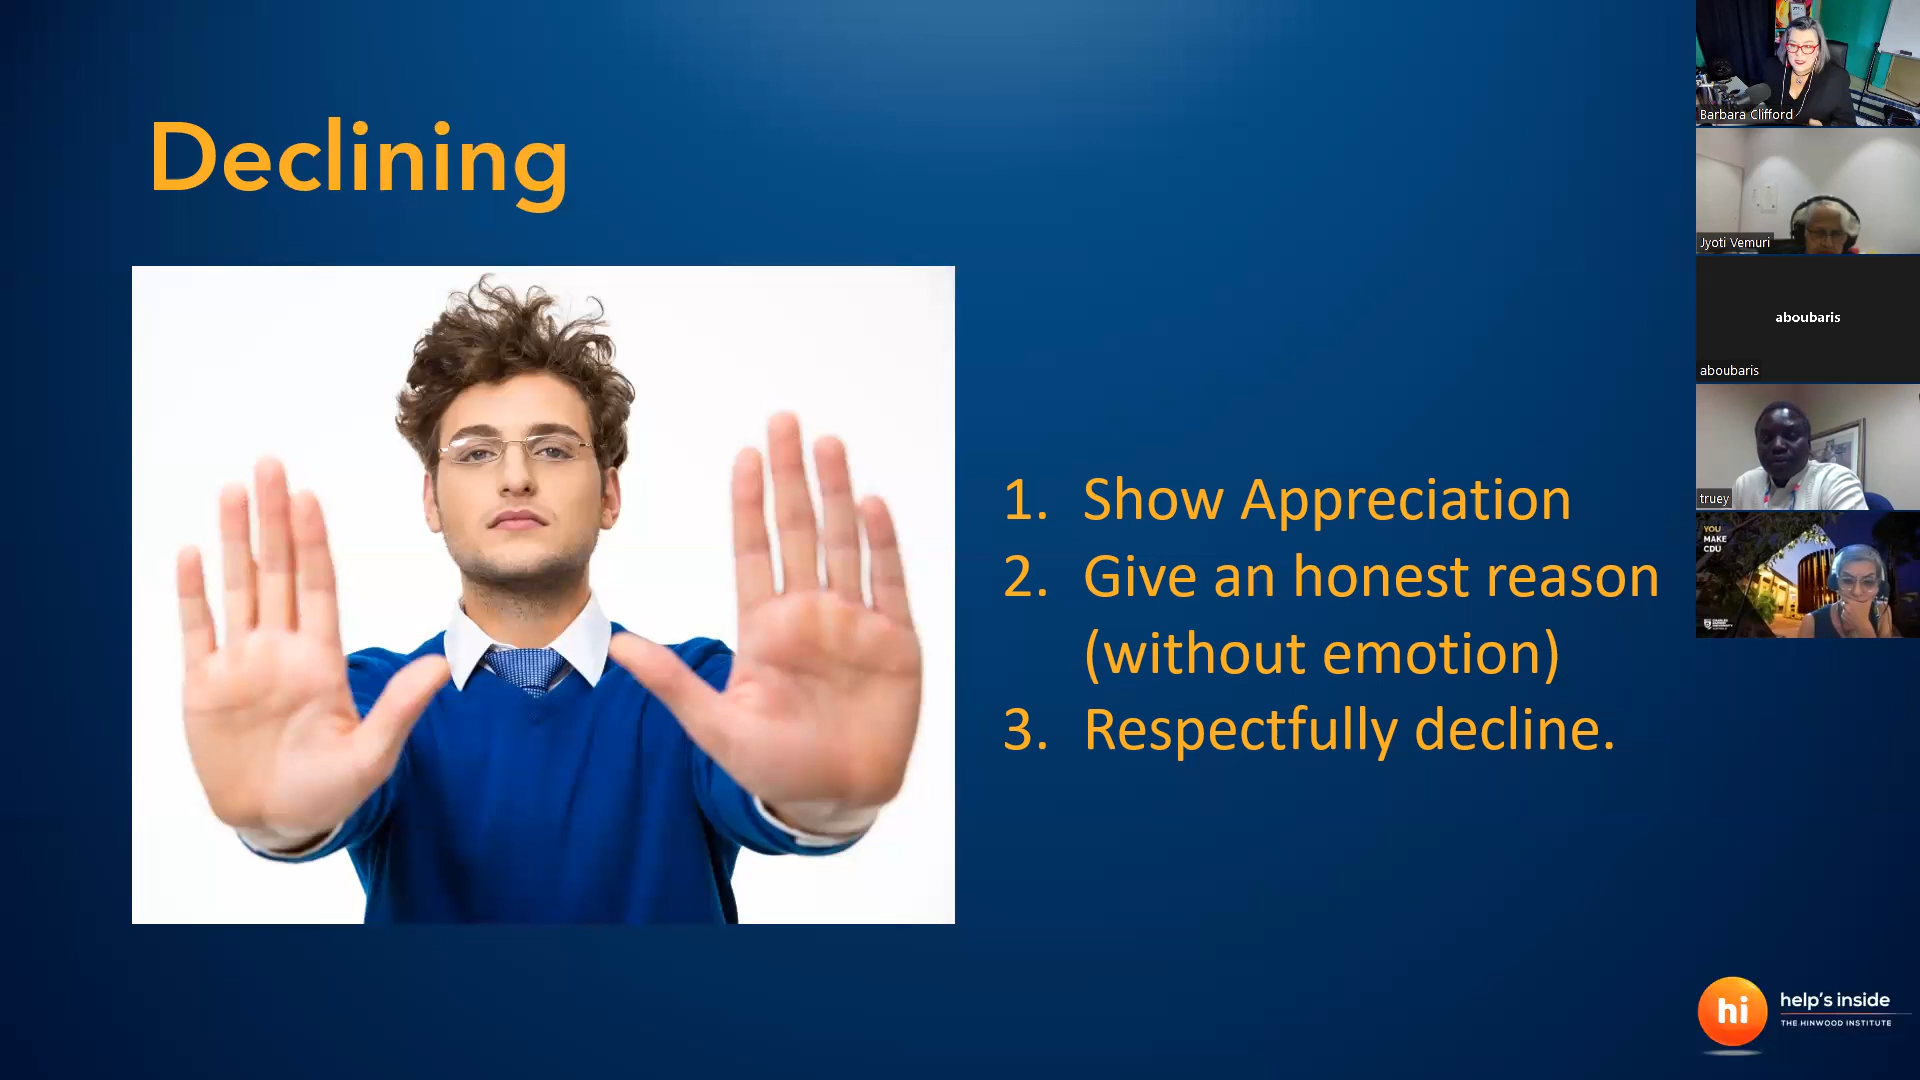 Declining
1. Show Appreciation
2. Give an honest reason
(without emotion)
3. Respectfully decline.
Barbara Clifford
Jyoti Vemuri
aboubaris
aboubaris
truey
YOU
MAKE
CDU
hi
help's inside
THE HINWOOD INSTITUTE